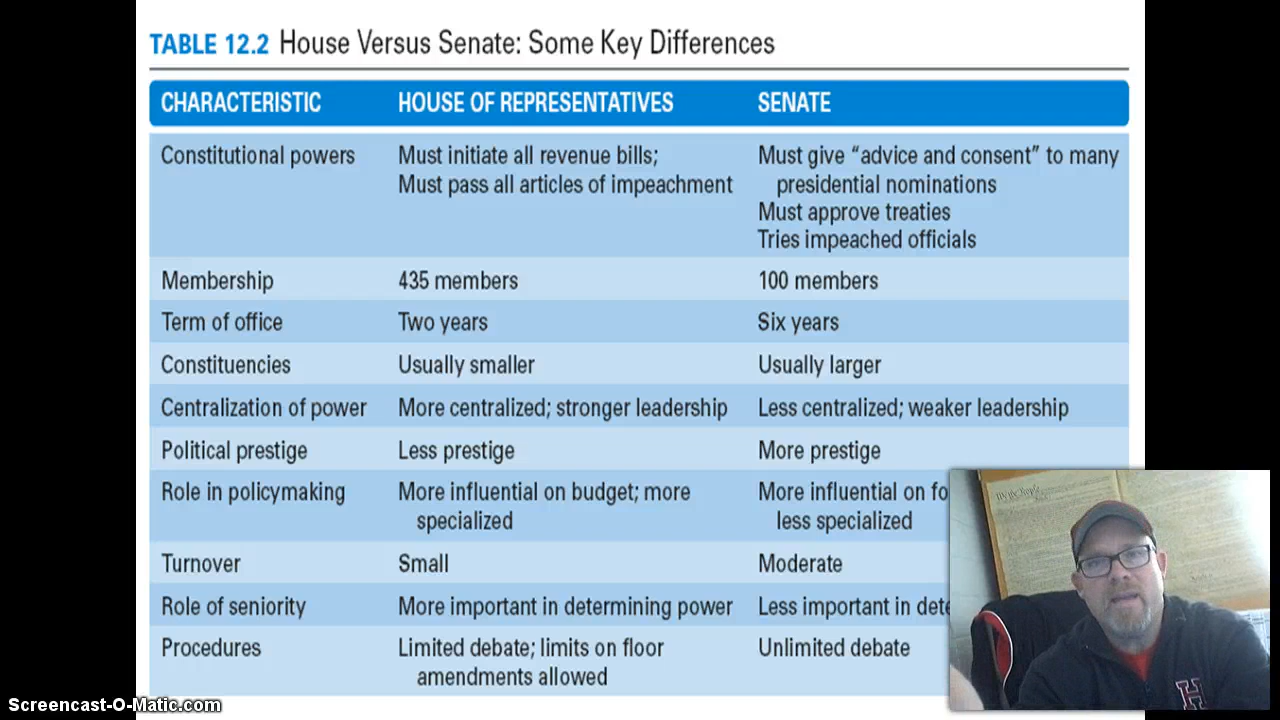 TABLE 12.2 House Versus Senate: Some Key Differences
CHARACTERISTIC HOUSE OF REPRESENTATIVES SENATE
Constitutional powers Must initiate all revenue bills; Must give “advice and consent” to many
Must pass all articles of impeachment presidential nominations
Must approve treaties
Tries impeached officials
Membership 435 members 100 members
Term of office Two years Six years
Constituencies Usually smaller Usually larger
Centralization of power More centralized; stronger leadership Less centralized; weaker leadership
Political prestige Less prestige More prestige
Role in policymaking More influential on budget; more More influential on fo
specialized less specialized
Turnover Small Moderate
Role of seniority More important in determining power Less important in dete
Procedures Limited debate; limits on floor Unlimited debate
amendments allowed
We the People
H
Screencast-O-Matic.com